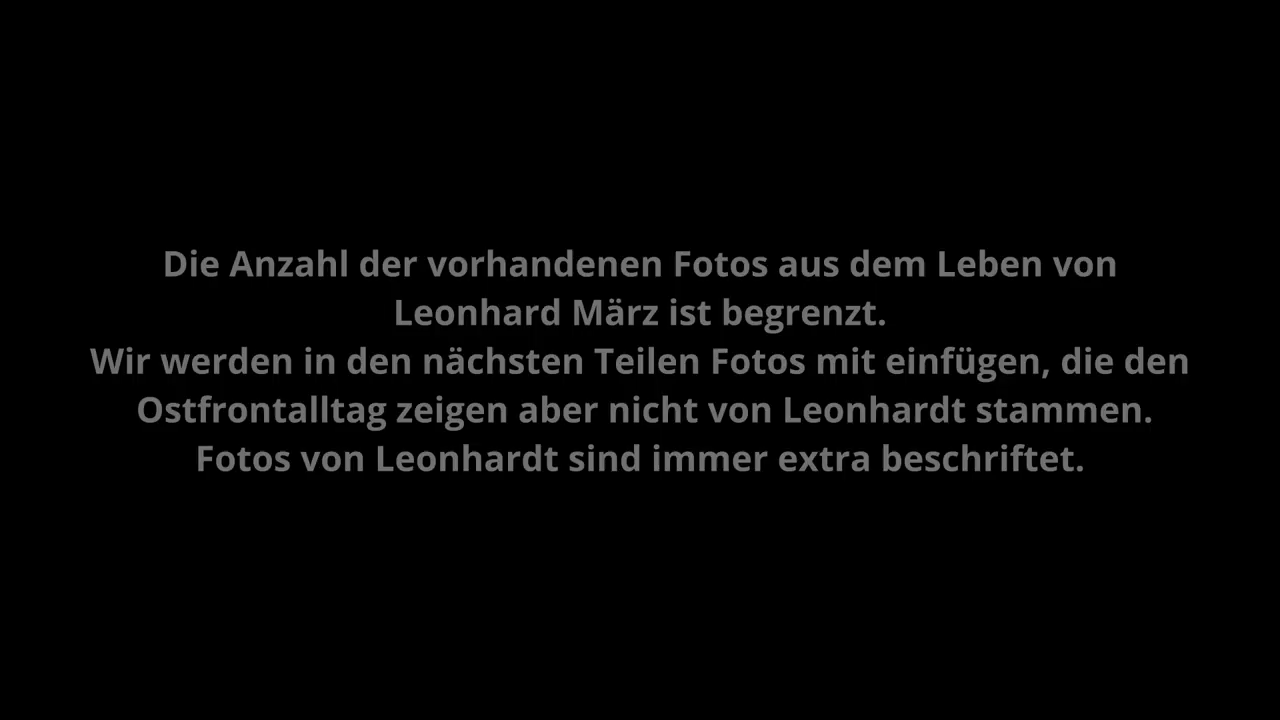 Die Anzahl der vorhandenen Fotos aus dem Leben von
Leonhard März ist begrenzt.
Wir werden in den nächsten Teilen Fotos mit einfügen, die den
Ostfrontalltag zeigen aber nicht von Leonhardt stammen.
Fotos von Leonhardt sind immer extra beschriftet.